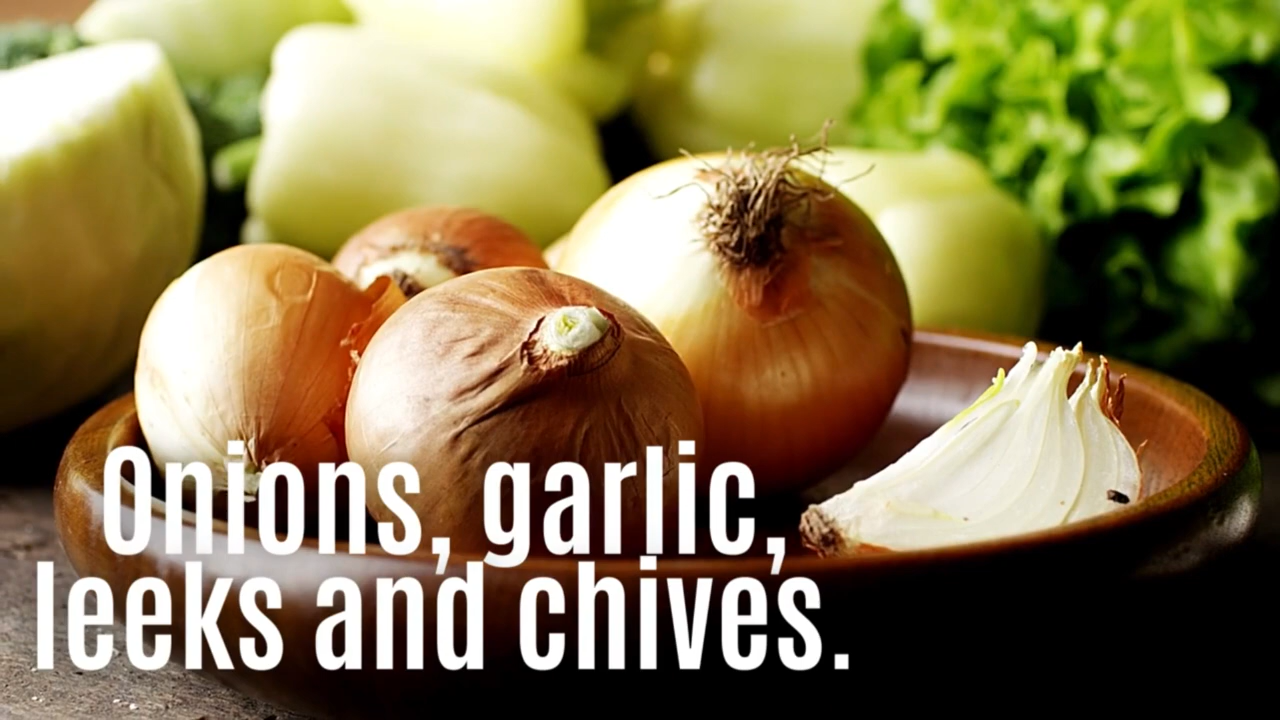 Onions, garlic,
leeks and chives.